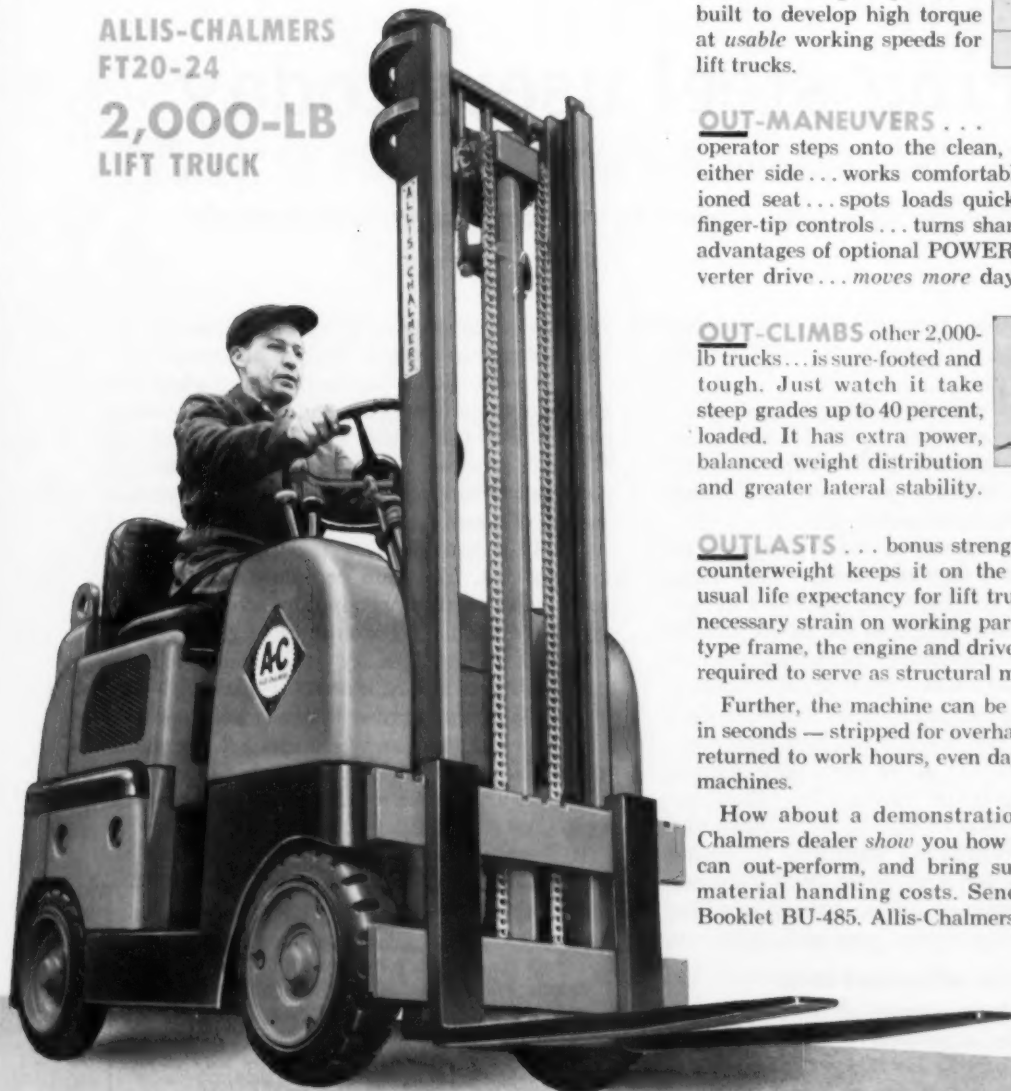 ALLIS-CHALMERS
FT20-24
2,000-LB
LIFT TRUCK
ALLIS-CHALMERS
A-C
ALLIS-CHALMERS
built to develop high torque
at usable working speeds for
lift trucks.
OUT-MANEUVERS . . .
operator steps onto the clean,
either side . . . works comfortabl
ioned seat . . . spots loads quick
finger-tip controls . . . turns shar
advantages of optional POWER
verter drive . . . moves more day
OUT-CLIMBS other 2,000-
lb trucks . . . is sure-footed and
tough. Just watch it take
steep grades up to 40 percent,
loaded. It has extra power,
balanced weight distribution
and greater lateral stability.
OUTLASTS . . . bonus streng
counterweight keeps it on the
usual life expectancy for lift tru
necessary strain on working par
type frame, the engine and drive
required to serve as structural m
Further, the machine can be
in seconds — stripped for overha
returned to work hours, even da
machines.
How about a demonstratio
Chalmers dealer show you how
can out-perform, and bring su
material handling costs. Send
Booklet BU-485. Allis-Chalmers